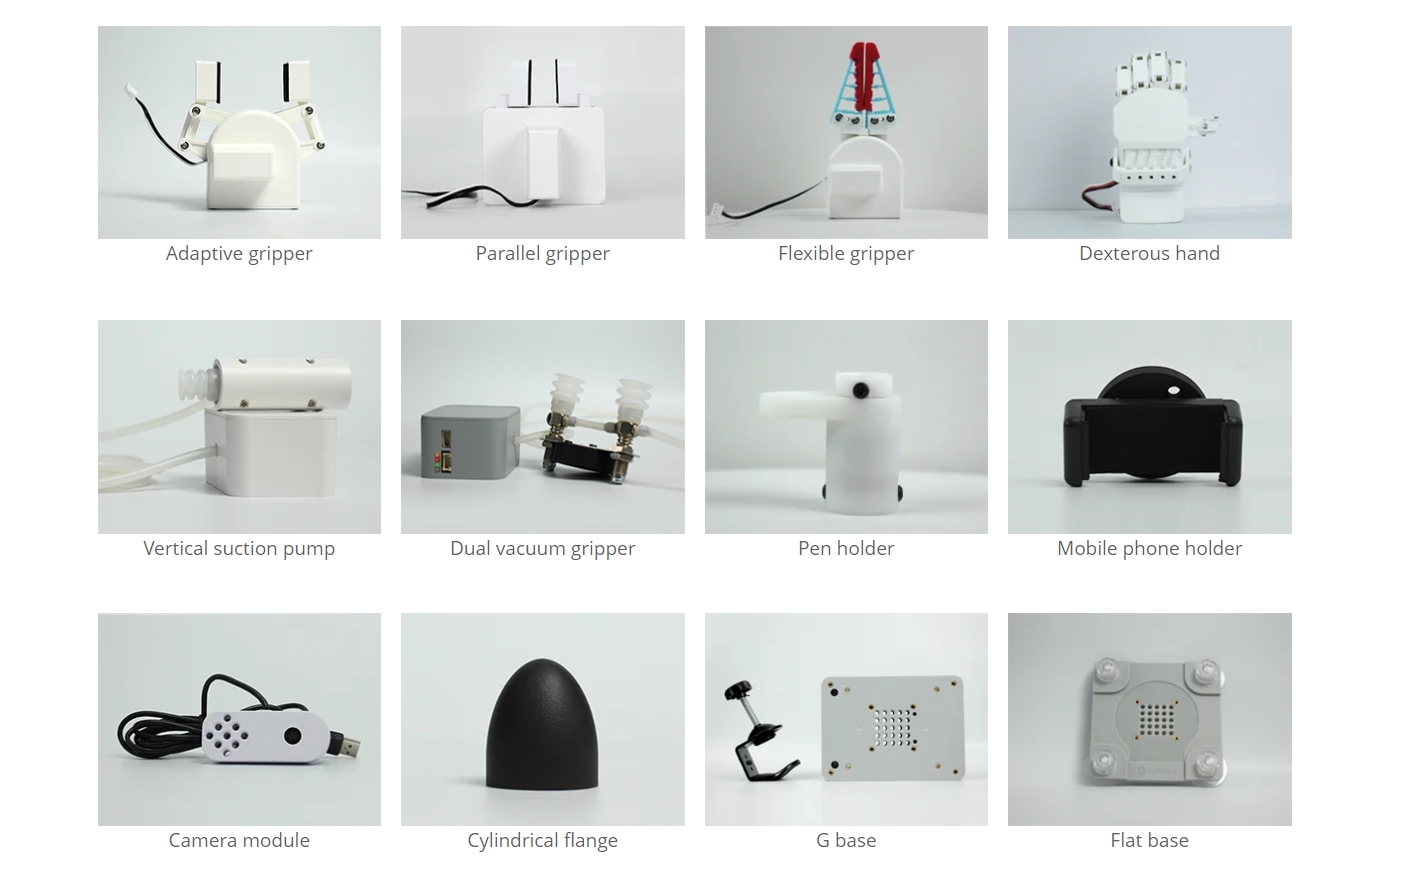 Adaptive gripper
Parallel gripper
Flexible gripper
Dexterous hand
Vertical suction pump
Dual vacuum gripper
Pen holder
Mobile phone holder
Camera module
Cylindrical flange
G base
Flat base